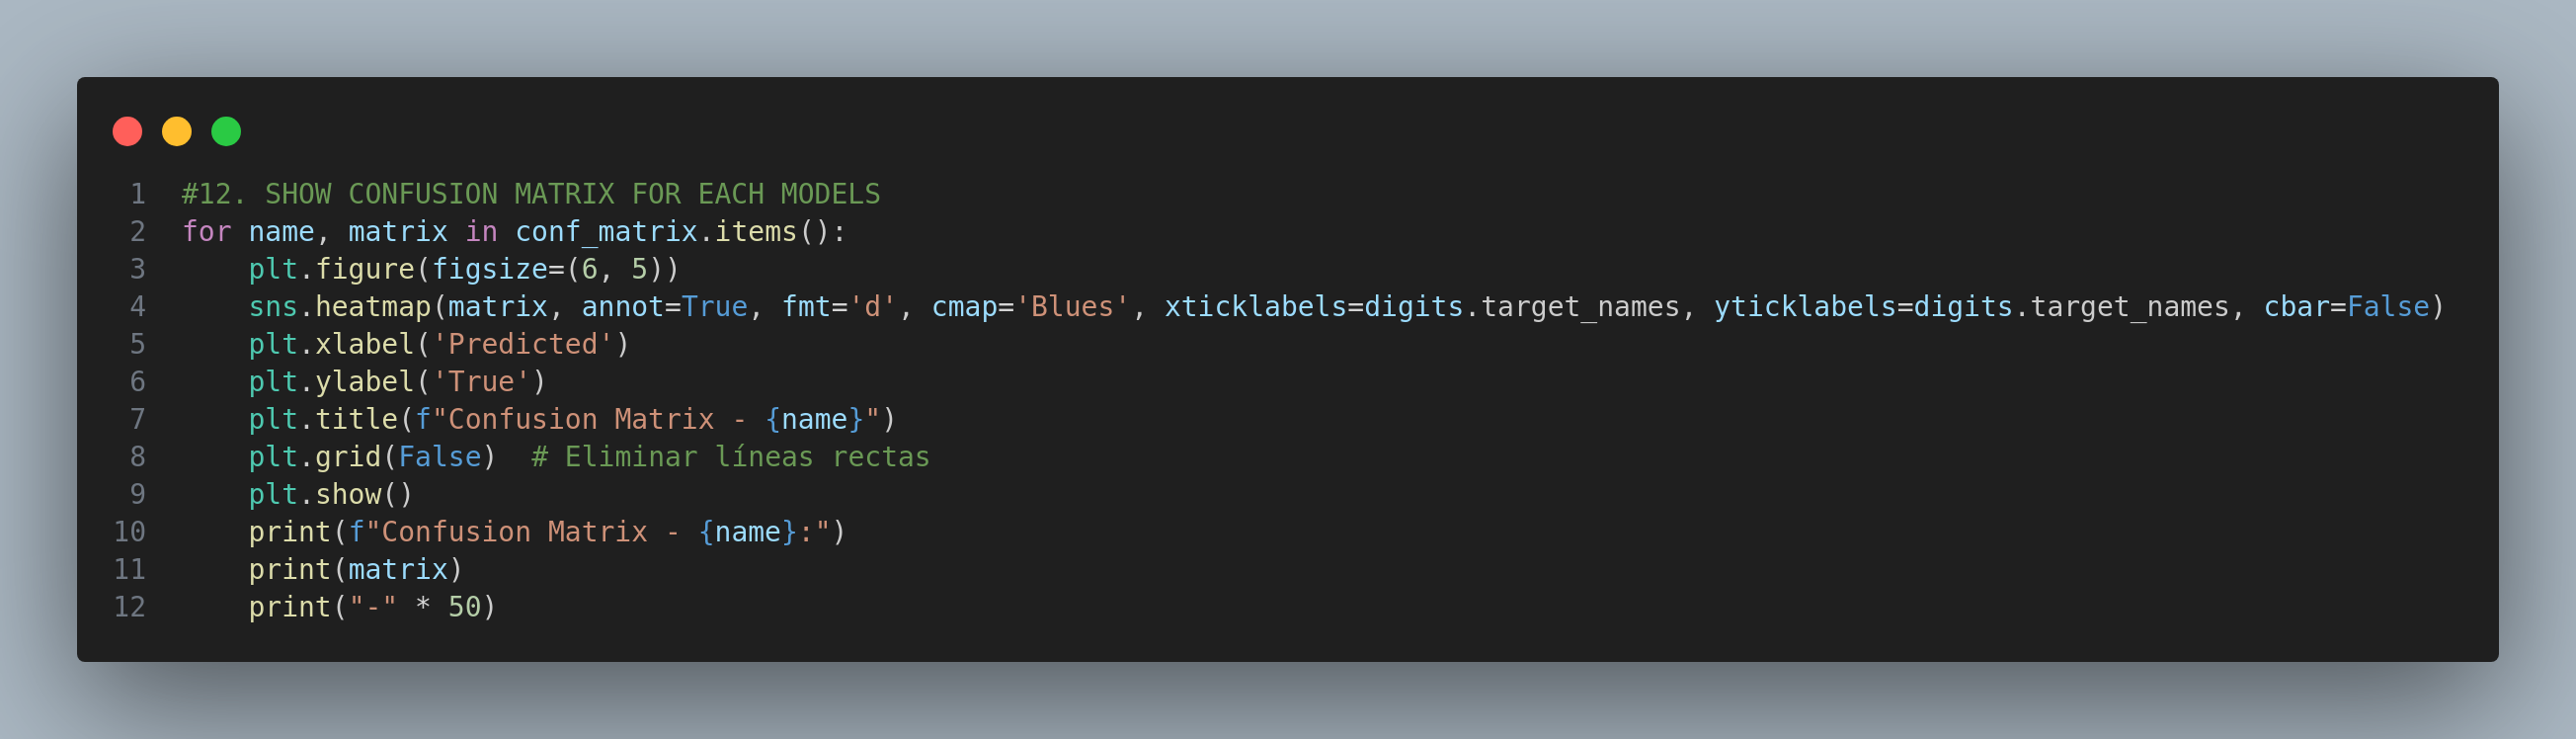 1 #12. SHOW CONFUSION MATRIX FOR EACH MODELS
2 for name, matrix in conf_matrix.items():
3     plt.figure(figsize=(6, 5))
4     sns.heatmap(matrix, annot=True, fmt='d', cmap='Blues', xticklabels=digits.target_names, yticklabels=digits.target_names, cbar=False)
5     plt.xlabel('Predicted')
6     plt.ylabel('True')
7     plt.title(f"Confusion Matrix - {name}")
8     plt.grid(False)  # Eliminar líneas rectas
9     plt.show()
10     print(f"Confusion Matrix - {name}:")
11     print(matrix)
12     print("-" * 50)